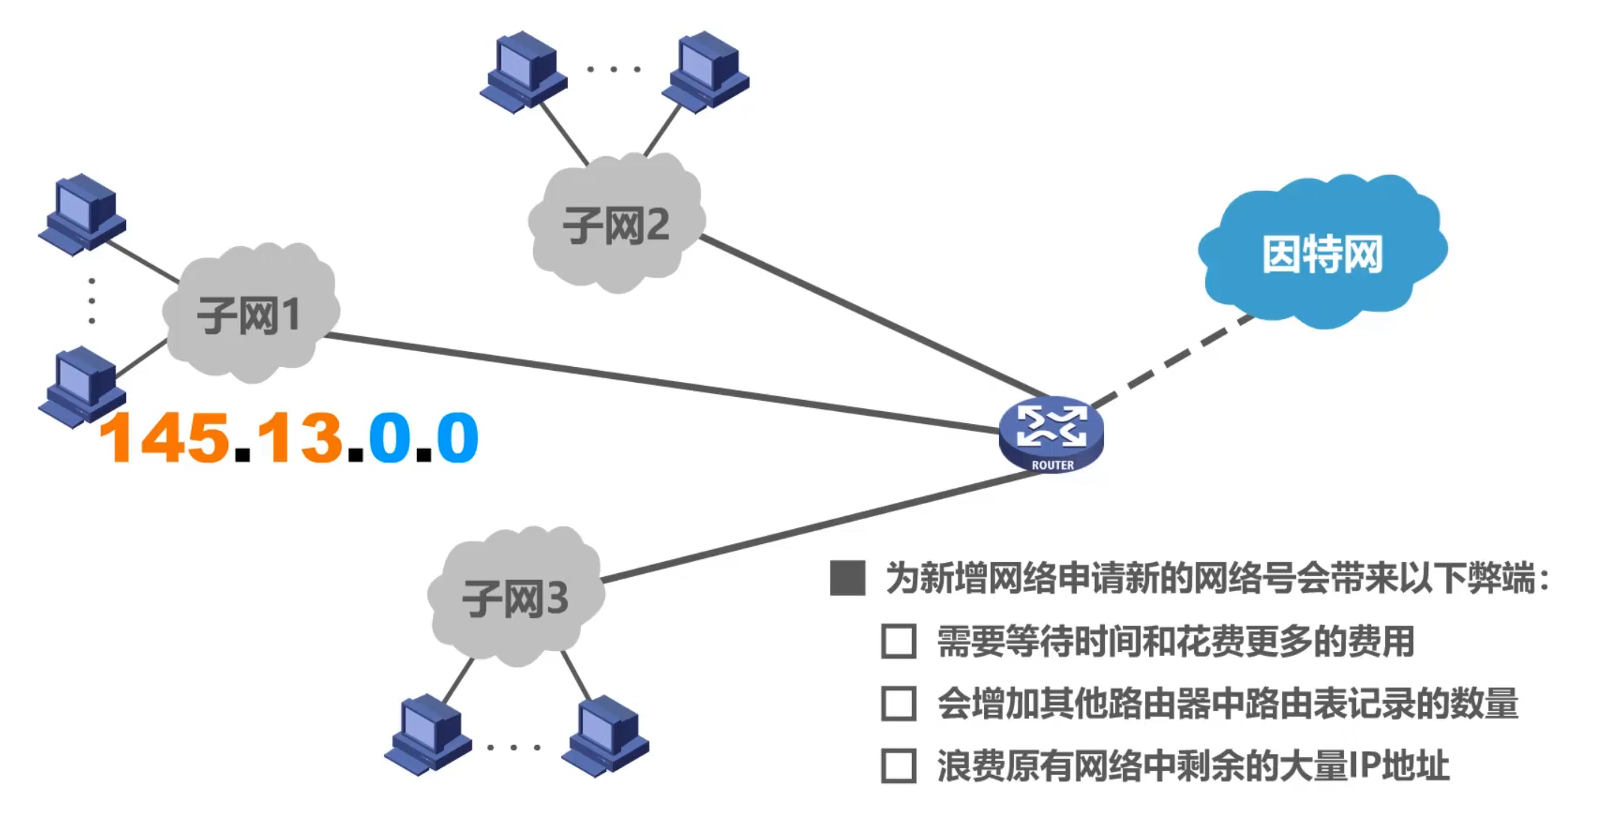 子网2
因特网
子网1
145.13.0.0
ROUTER
子网3
为新增网络申请新的网络号会带来以下弊端：
需要等待时间和花费更多的费用
会增加其他路由器中路由表记录的数量
浪费原有网络中剩余的大量IP地址